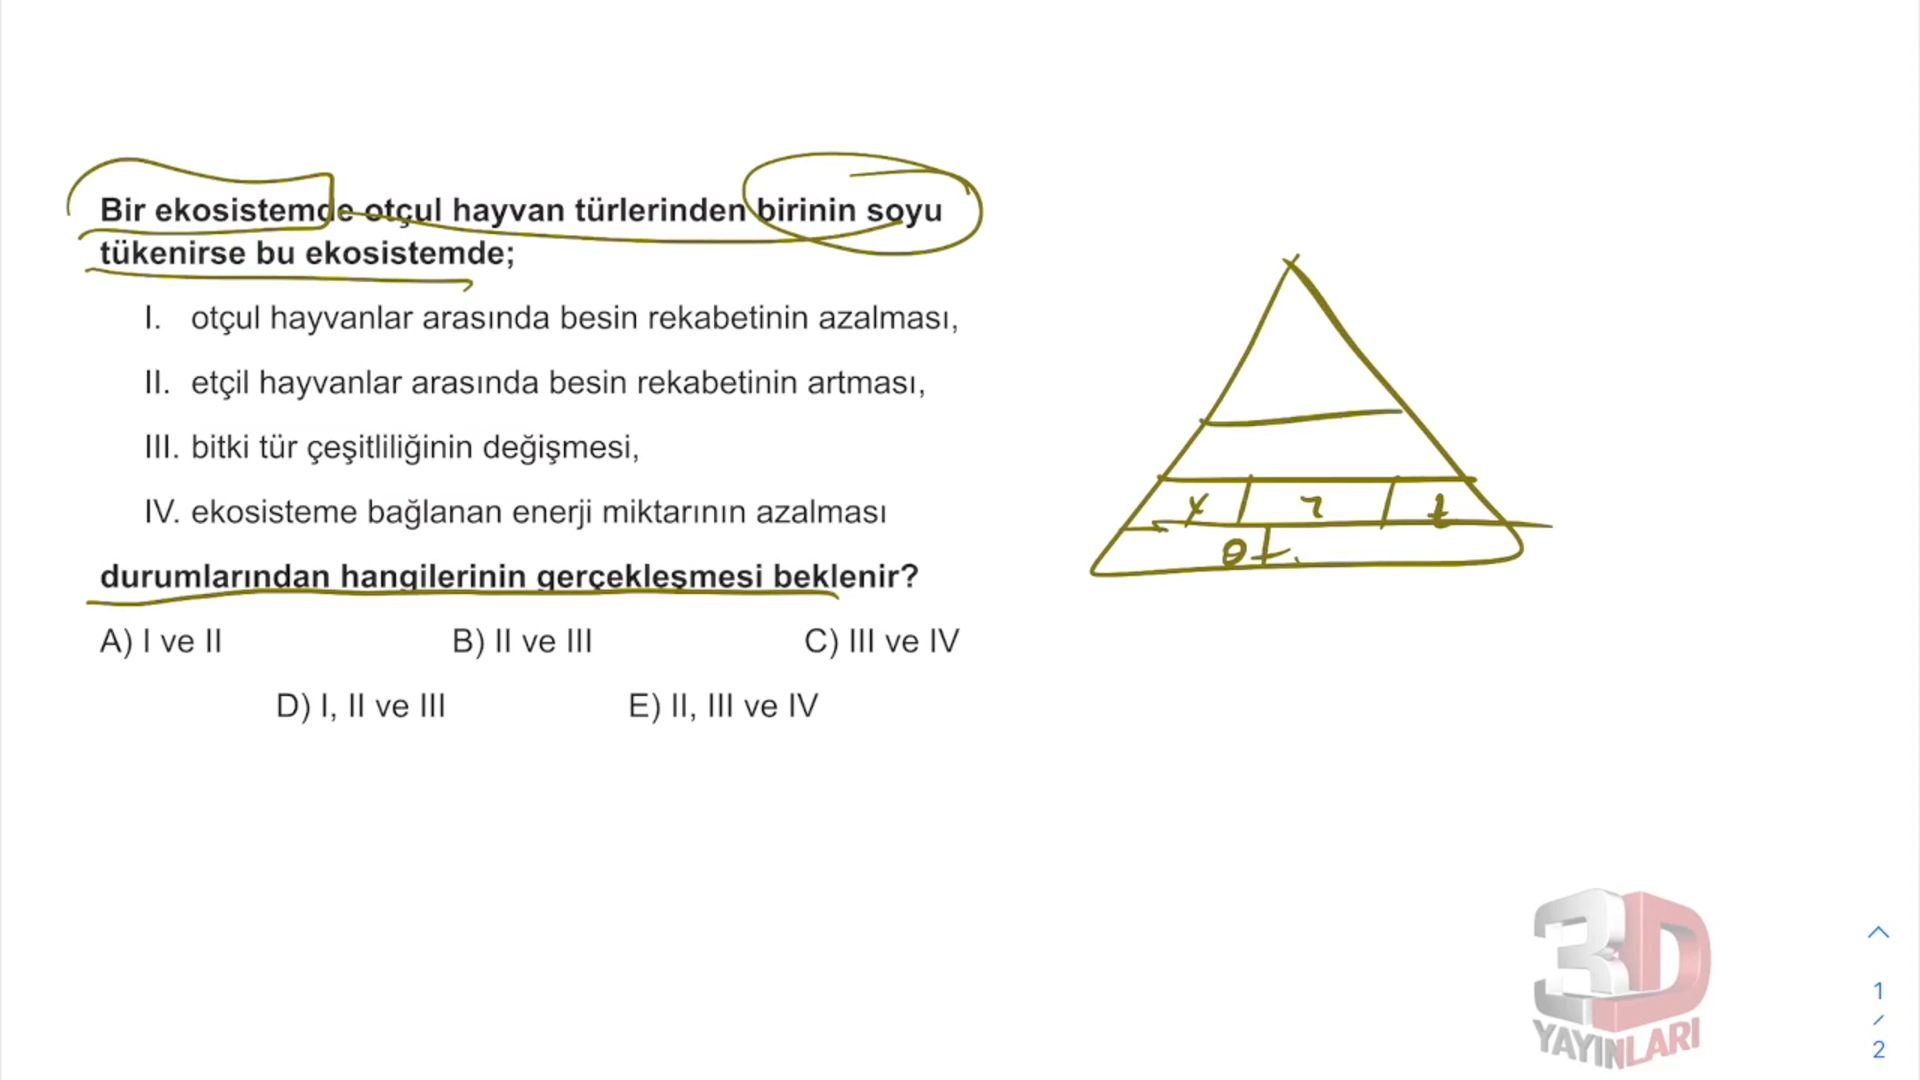 Bir ekosistemde otçul hayvan türlerinden birinin soyu
tükenirse bu ekosistemde;
I. otçul hayvanlar arasında besin rekabetinin azalması,
II. etçil hayvanlar arasında besin rekabetinin artması,
III. bitki tür çeşitliliğinin değişmesi,
IV. ekosisteme bağlanan enerji miktarının azalması
durumlarından hangilerinin gerçekleşmesi beklenir?
A) I ve II B) II ve III C) III ve IV
D) I, II ve III E) II, III ve IV
ot.
3D
YAYINLARI
1
/
2